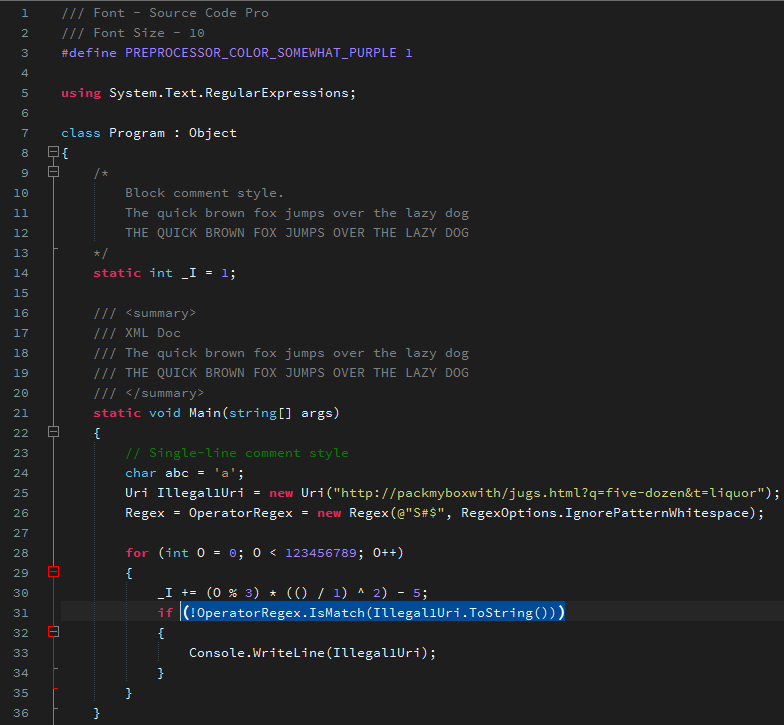 1 /// Font - Source Code Pro
2 /// Font Size - 10
3 #define PREPROCESSOR_COLOR_SOMEWHAT_PURPLE 1
4
5 using System.Text.RegularExpressions;
6
7 class Program : Object
8 {
9 /*
10 Block comment style.
11 The quick brown fox jumps over the lazy dog
12 THE QUICK BROWN FOX JUMPS OVER THE LAZY DOG
13 */
14 static int _I = 1;
15
16 /// <summary>
17 /// XML Doc
18 /// The quick brown fox jumps over the lazy dog
19 /// THE QUICK BROWN FOX JUMPS OVER THE LAZY DOG
20 /// </summary>
21 static void Main(string[] args)
22 {
23 // Single-line comment style
24 char abc = 'a';
25 Uri Illegal1Uri = new Uri("http://packmyboxwith/jugs.html?q=five-dozen&t=liquor");
26 Regex = OperatorRegex = new Regex(@"S#$", RegexOptions.IgnorePatternWhitespace);
27
28 for (int O = 0; O < 123456789; O++)
29 {
30 _I += (O % 3) * (() / 1) ^ 2) - 5;
31 if (!OperatorRegex.IsMatch(Illegal1Uri.ToString()))
32 {
33 Console.WriteLine(Illegal1Uri);
34 }
35 }
36 }